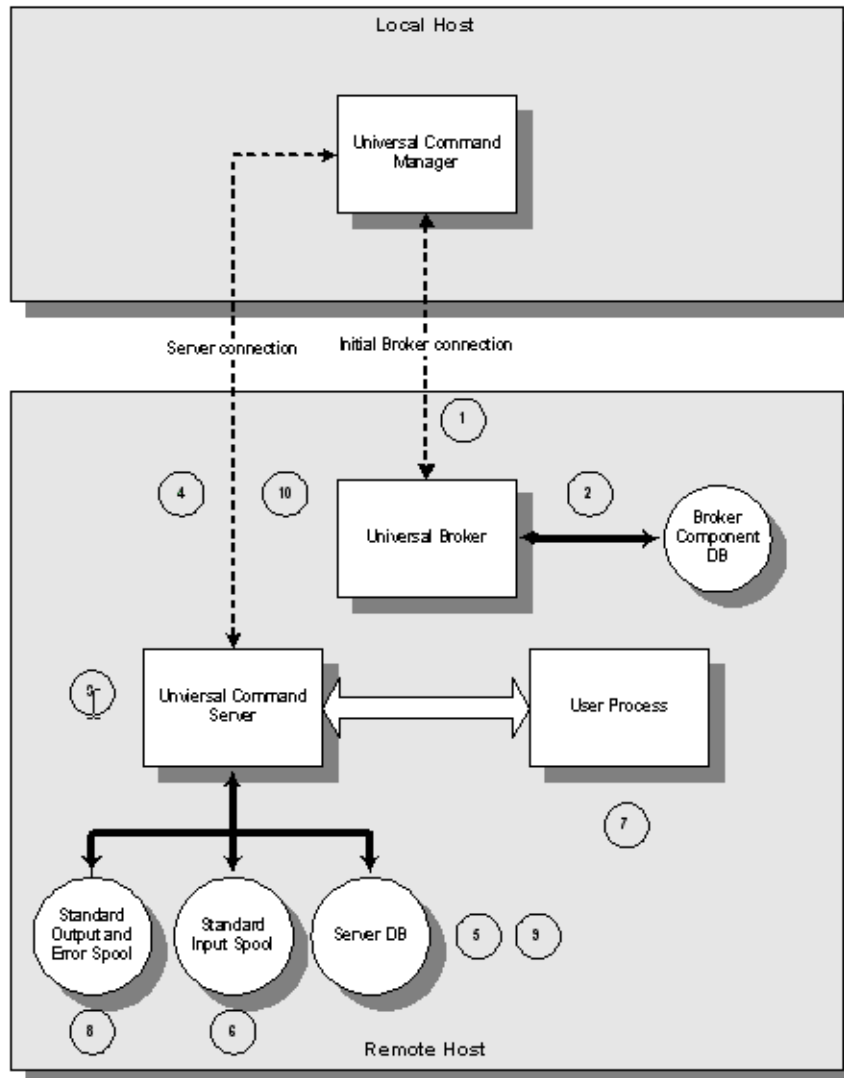 Local Host
Universal Command
Manager
Server connection
Initial Broker connection
1
4
10
2
Universal Broker
Broker
Component
DB
Unviersal Command
Server
User Process
7
Standard
Output and
Error Spool
Standard
Input Spool
Server DB
5
9
8
6
Remote Host